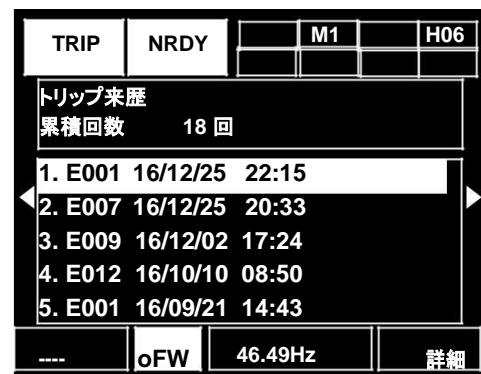 TRIP NRDY M1 H06
トリップ来歴
累積回数 18 回
1. E001 16/12/25 22:15
2. E007 16/12/25 20:33
3. E009 16/12/02 17:24
4. E012 16/10/10 08:50
5. E001 16/09/21 14:43
---- oFW 46.49Hz 詳細